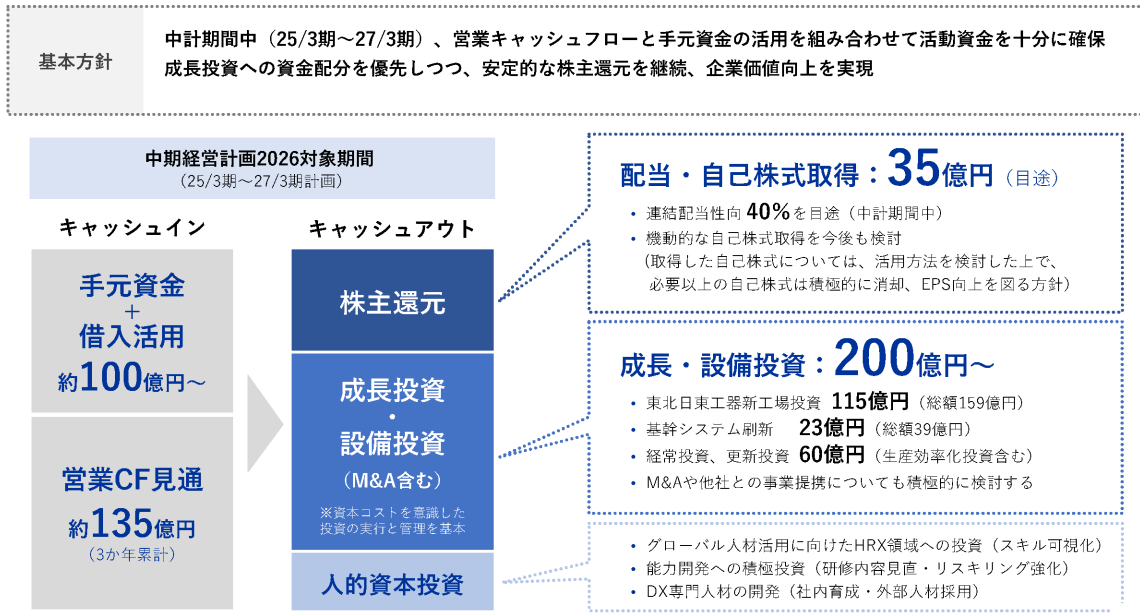 基本方針
中計期間中（25/3期～27/3期）、営業キャッシュフローと手元資金の活用を組み合わせて活動資金を十分に確保
成長投資への資金配分を優先しつつ、安定的な株主還元を継続、企業価値向上を実現
中期経営計画2026対象期間
（25/3期～27/3期計画）
キャッシュイン
手元資金
＋
借入活用
約100億円～
営業CF見通
約135億円
（3か年累計）
キャッシュアウト
株主還元
成長投資
・
設備投資
（M&A含む）
※資本コストを意識した
投資の実行と管理を基本
人的資本投資
配当・自己株式取得：35億円（目途）
• 連結配当性向 40%を目途（中計期間中）
• 機動的な自己株式取得を今後も検討
（取得した自己株式については、活用方法を検討した上で、
必要以上の自己株式は積極的に消却、EPS向上を図る方針）
成長・設備投資：200億円～
• 東北日東工器新工場投資 115億円（総額159億円）
• 基幹システム刷新 23億円（総額39億円）
• 経常投資、更新投資 60億円（生産効率化投資含む）
• M&Aや他社との事業提携についても積極的に検討する
• グローバル人材活用に向けたHRX領域への投資（スキル可視化）
• 能力開発への積極投資（研修内容見直・リスキリング強化）
• DX専門人材の開発（社内育成・外部人材採用）